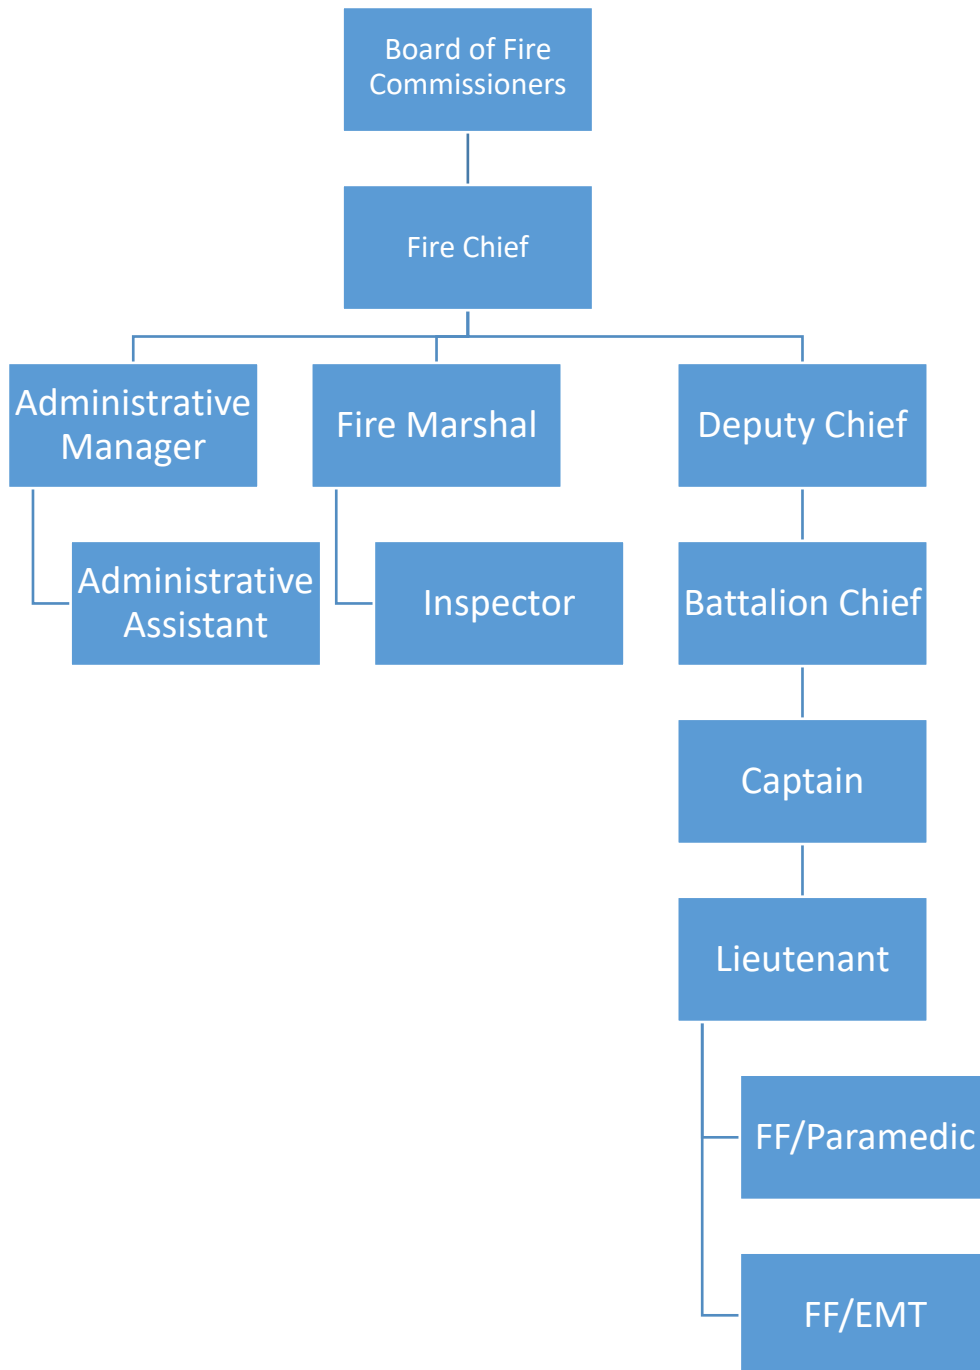 Board of Fire
Commissioners
Fire Chief
Administrative
Manager
Fire Marshal
Deputy Chief
Administrative
Assistant
Inspector
Battalion Chief
Captain
Lieutenant
FF/Paramedic
FF/EMT